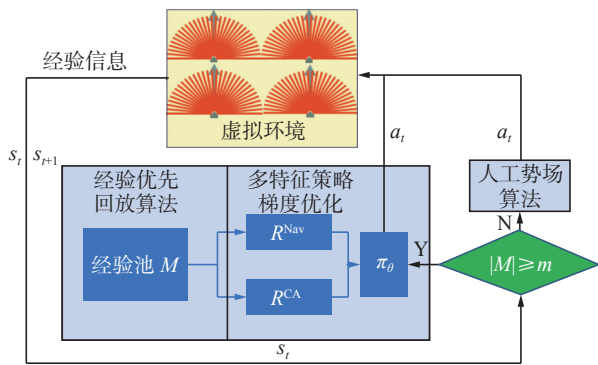 经验信息
虚拟环境
s_t
s_{t+1}
a_t
a_t
经验优先
回放算法
多特征策略
梯度优化
人工势场
算法
经验池 M
R^{Nav}
R^{CA}
π_θ
Y
N
|M|≥m
s_t